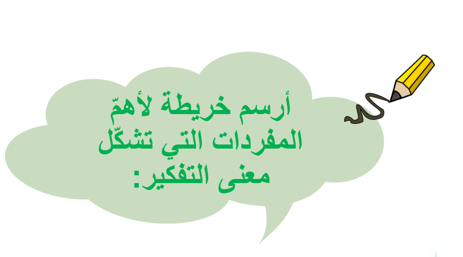 أرسم خريطة لأهمّ
المفردات التي تشكّل
معنى التفكير: